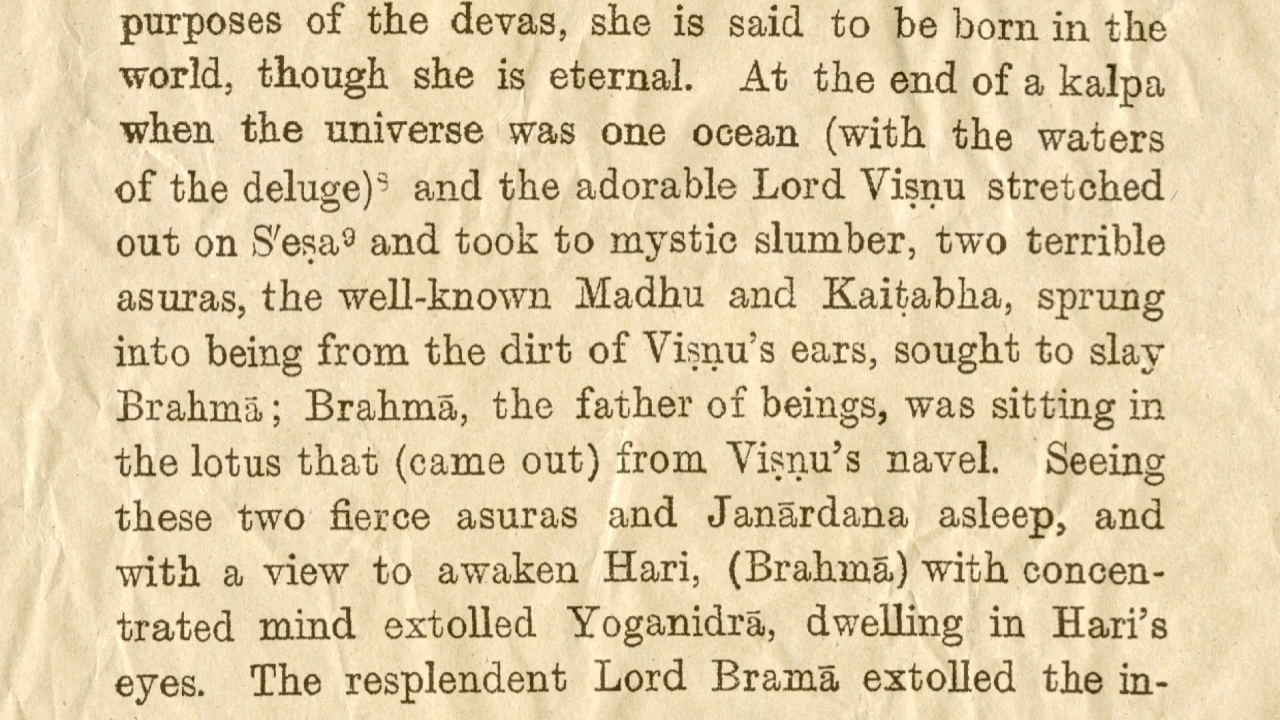 purposes of the devas, she is said to be born in the
world, though she is eternal. At the end of a kalpa
when the universe was one ocean (with the waters
of the deluge)⁸ and the adorable Lord Viṣṇu stretched
out on S'eṣa⁹ and took to mystic slumber, two terrible
asuras, the well-known Madhu and Kaiṭabha, sprung
into being from the dirt of Viṣṇu's ears, sought to slay
Brahmā; Brahmā, the father of beings, was sitting in
the lotus that (came out) from Viṣṇu's navel. Seeing
these two fierce asuras and Janārdana asleep, and
with a view to awaken Hari, (Brahmā) with concen-
trated mind extolled Yoganidrā, dwelling in Hari's
eyes. The resplendent Lord Bramā extolled the in-